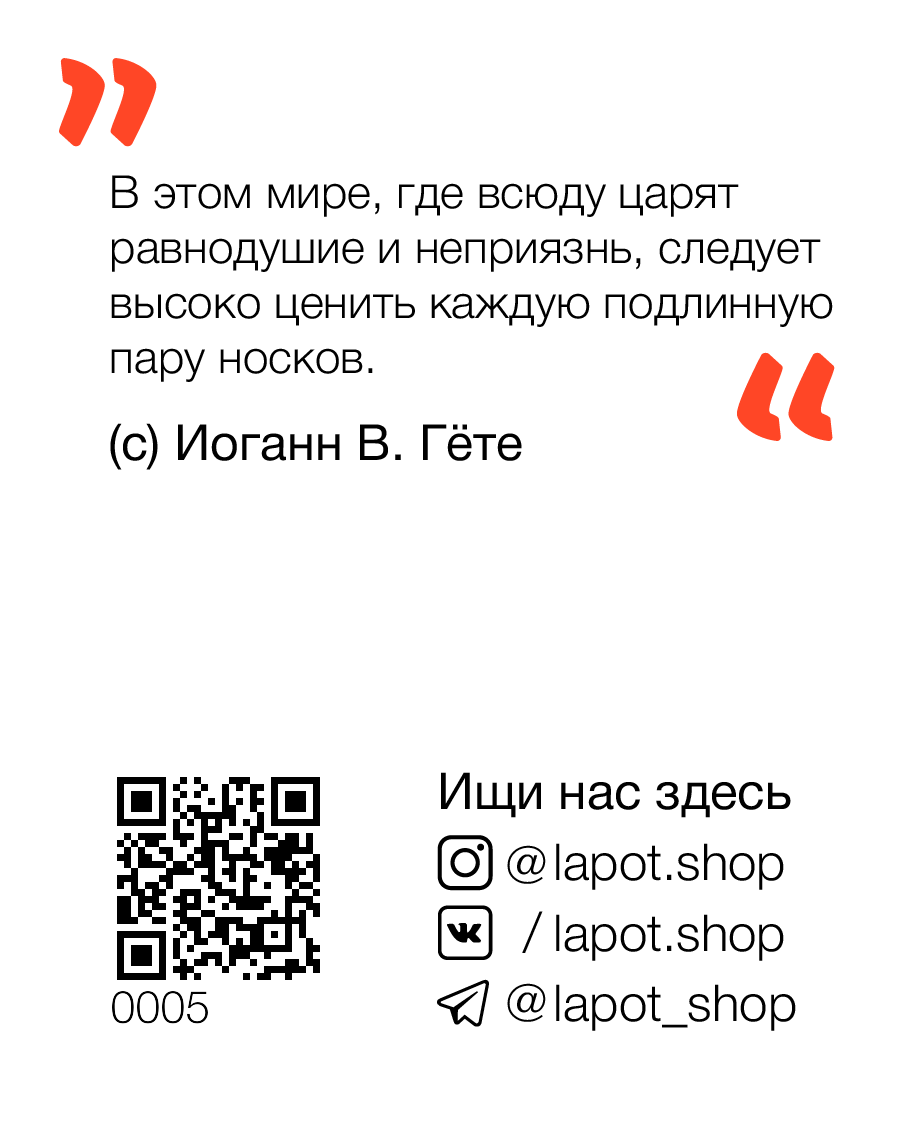 В этом мире, где всюду царят
равнодушие и неприязнь, следует
высоко ценить каждую подлинную
пару носков.
(с) Иоганн В. Гёте
Ищи нас здесь
@lapot.shop
/ lapot.shop
@lapot_shop
0005